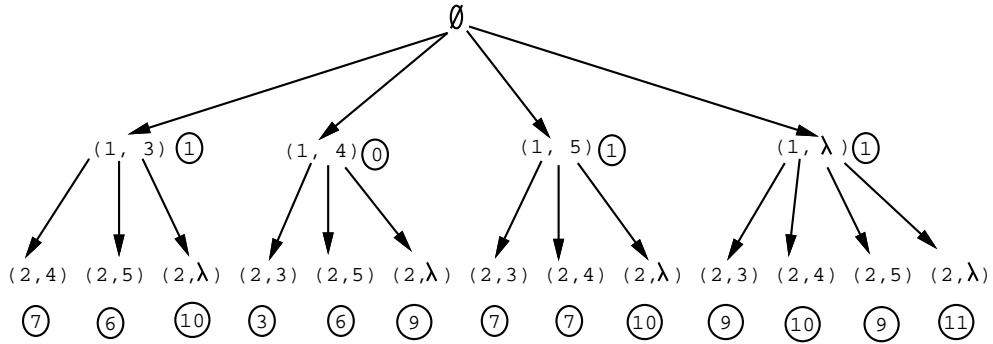 Ø
(1, 3) 1 (1, 4) 0 (1, 5) 1 (1, λ ) 1
(2,4) (2,5) (2,λ ) (2,3) (2,5) (2,λ ) (2,3) (2,4) (2,λ ) (2,3) (2,4) (2,5) (2,λ)
7 6 10 3 6 9 7 7 10 9 10 9 11